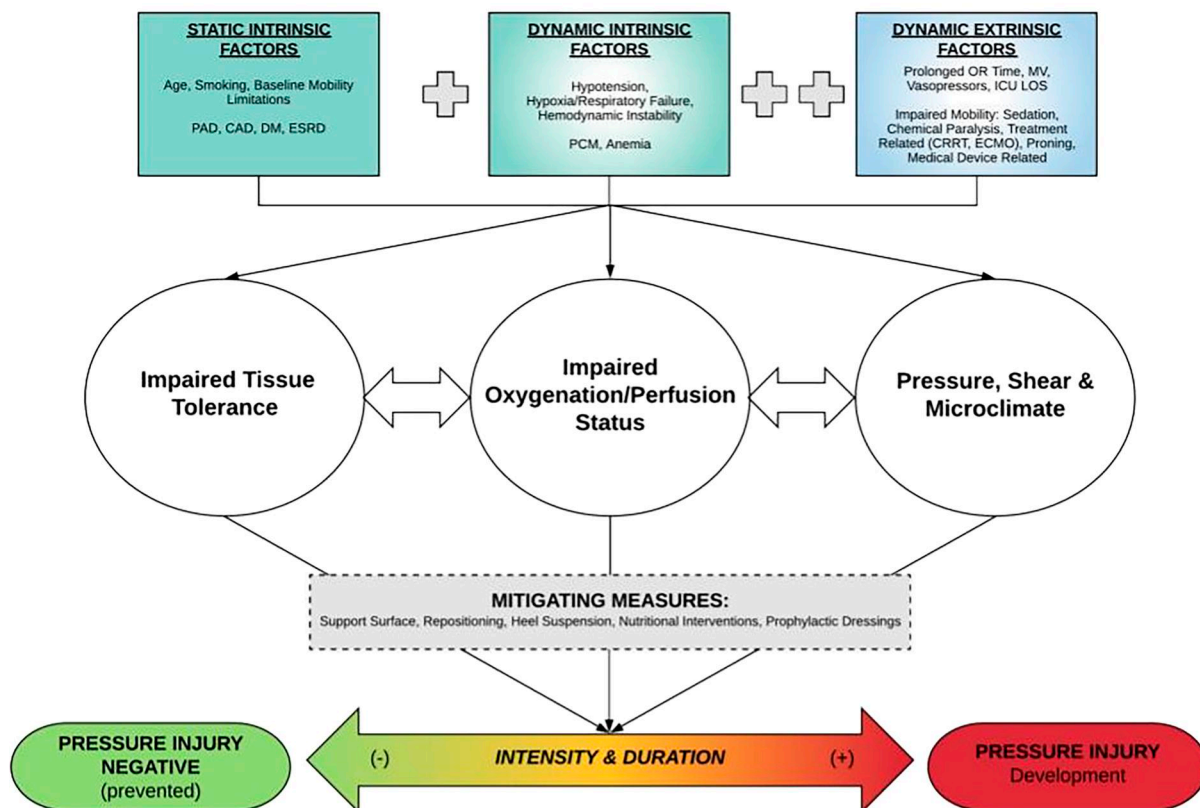 STATIC INTRINSIC
FACTORS
Age, Smoking, Baseline Mobility
Limitations
PAD, CAD, DM, ESRD
DYNAMIC INTRINSIC
FACTORS
Hypotension,
Hypoxia/Respiratory Failure,
Hemodynamic Instability
PCM, Anemia
DYNAMIC EXTRINSIC
FACTORS
Prolonged OR Time, MV,
Vasopressors, ICU LOS
Impaired Mobility: Sedation,
Chemical Paralysis, Treatment
Related (CRRT, ECMO), Proning,
Medical Device Related
Impaired Tissue
Tolerance
Impaired
Oxygenation/Perfusion
Status
Pressure, Shear &
Microclimate
MITIGATING MEASURES:
Support Surface, Repositioning, Heel Suspension, Nutritional Interventions, Prophylactic Dressings
PRESSURE INJURY
NEGATIVE
(prevented)
(-) INTENSITY & DURATION (+)
PRESSURE INJURY
Development